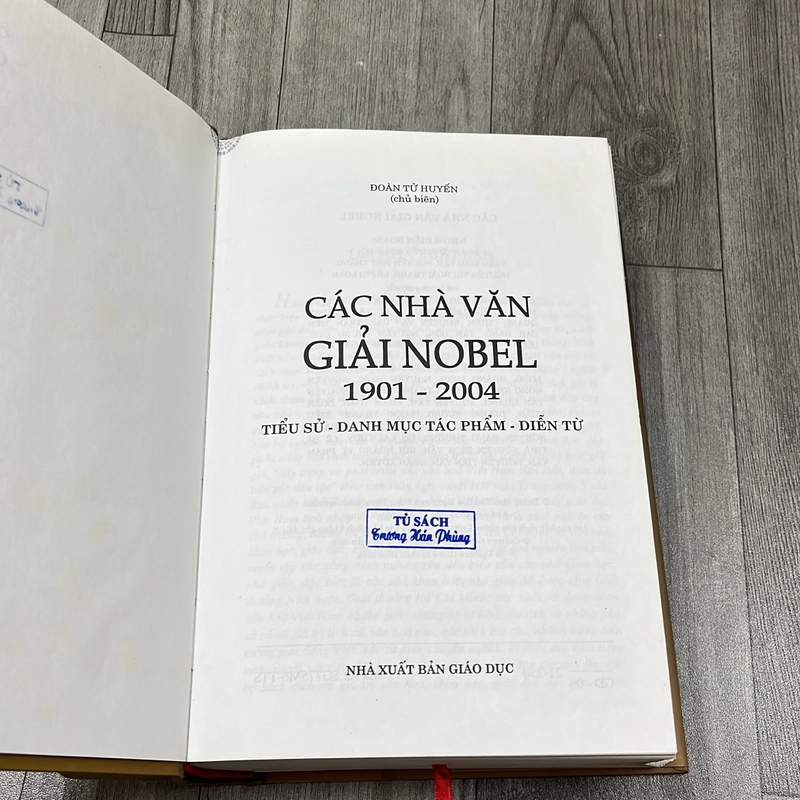 ĐOÀN TỬ HUYẾN
(chủ biên)
CÁC NHÀ VĂN
GIẢI NOBEL
1901 - 2004
TIỂU SỬ - DANH MỤC TÁC PHẨM - DIỄN TỪ
TỦ SÁCH
Trương Hán Phùng
NHÀ XUẤT BẢN GIÁO DỤC